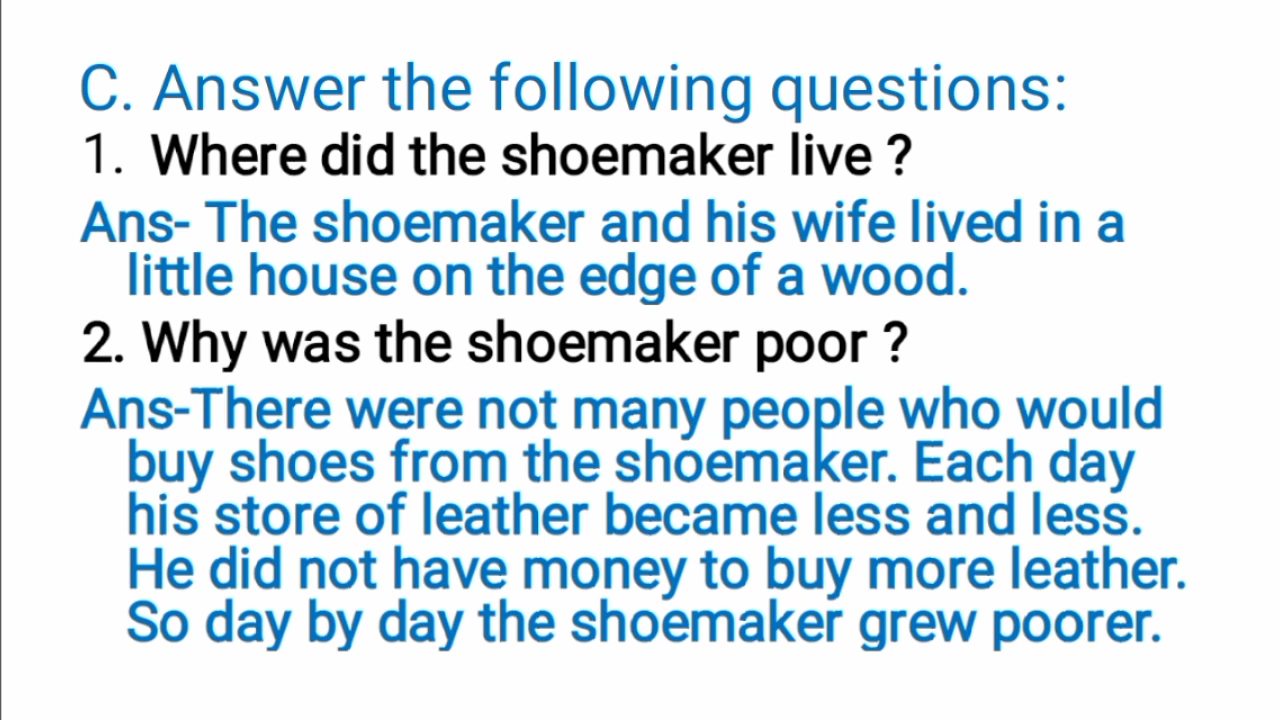 C. Answer the following questions:
1. Where did the shoemaker live ?
Ans- The shoemaker and his wife lived in a
little house on the edge of a wood.
2. Why was the shoemaker poor ?
Ans-There were not many people who would
buy shoes from the shoemaker. Each day
his store of leather became less and less.
He did not have money to buy more leather.
So day by day the shoemaker grew poorer.